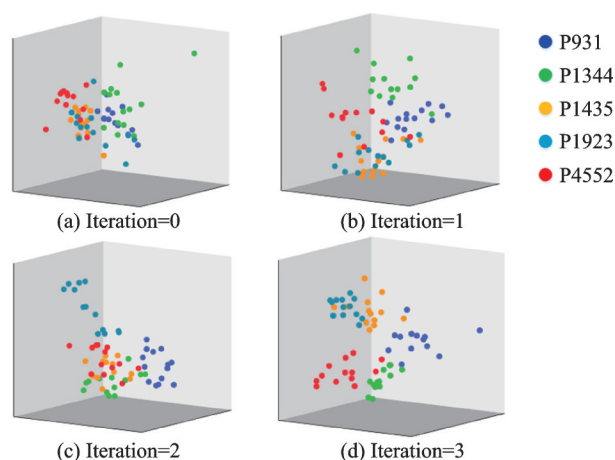 P931
P1344
P1435
P1923
P4552
(a) Iteration=0
(b) Iteration=1
(c) Iteration=2
(d) Iteration=3